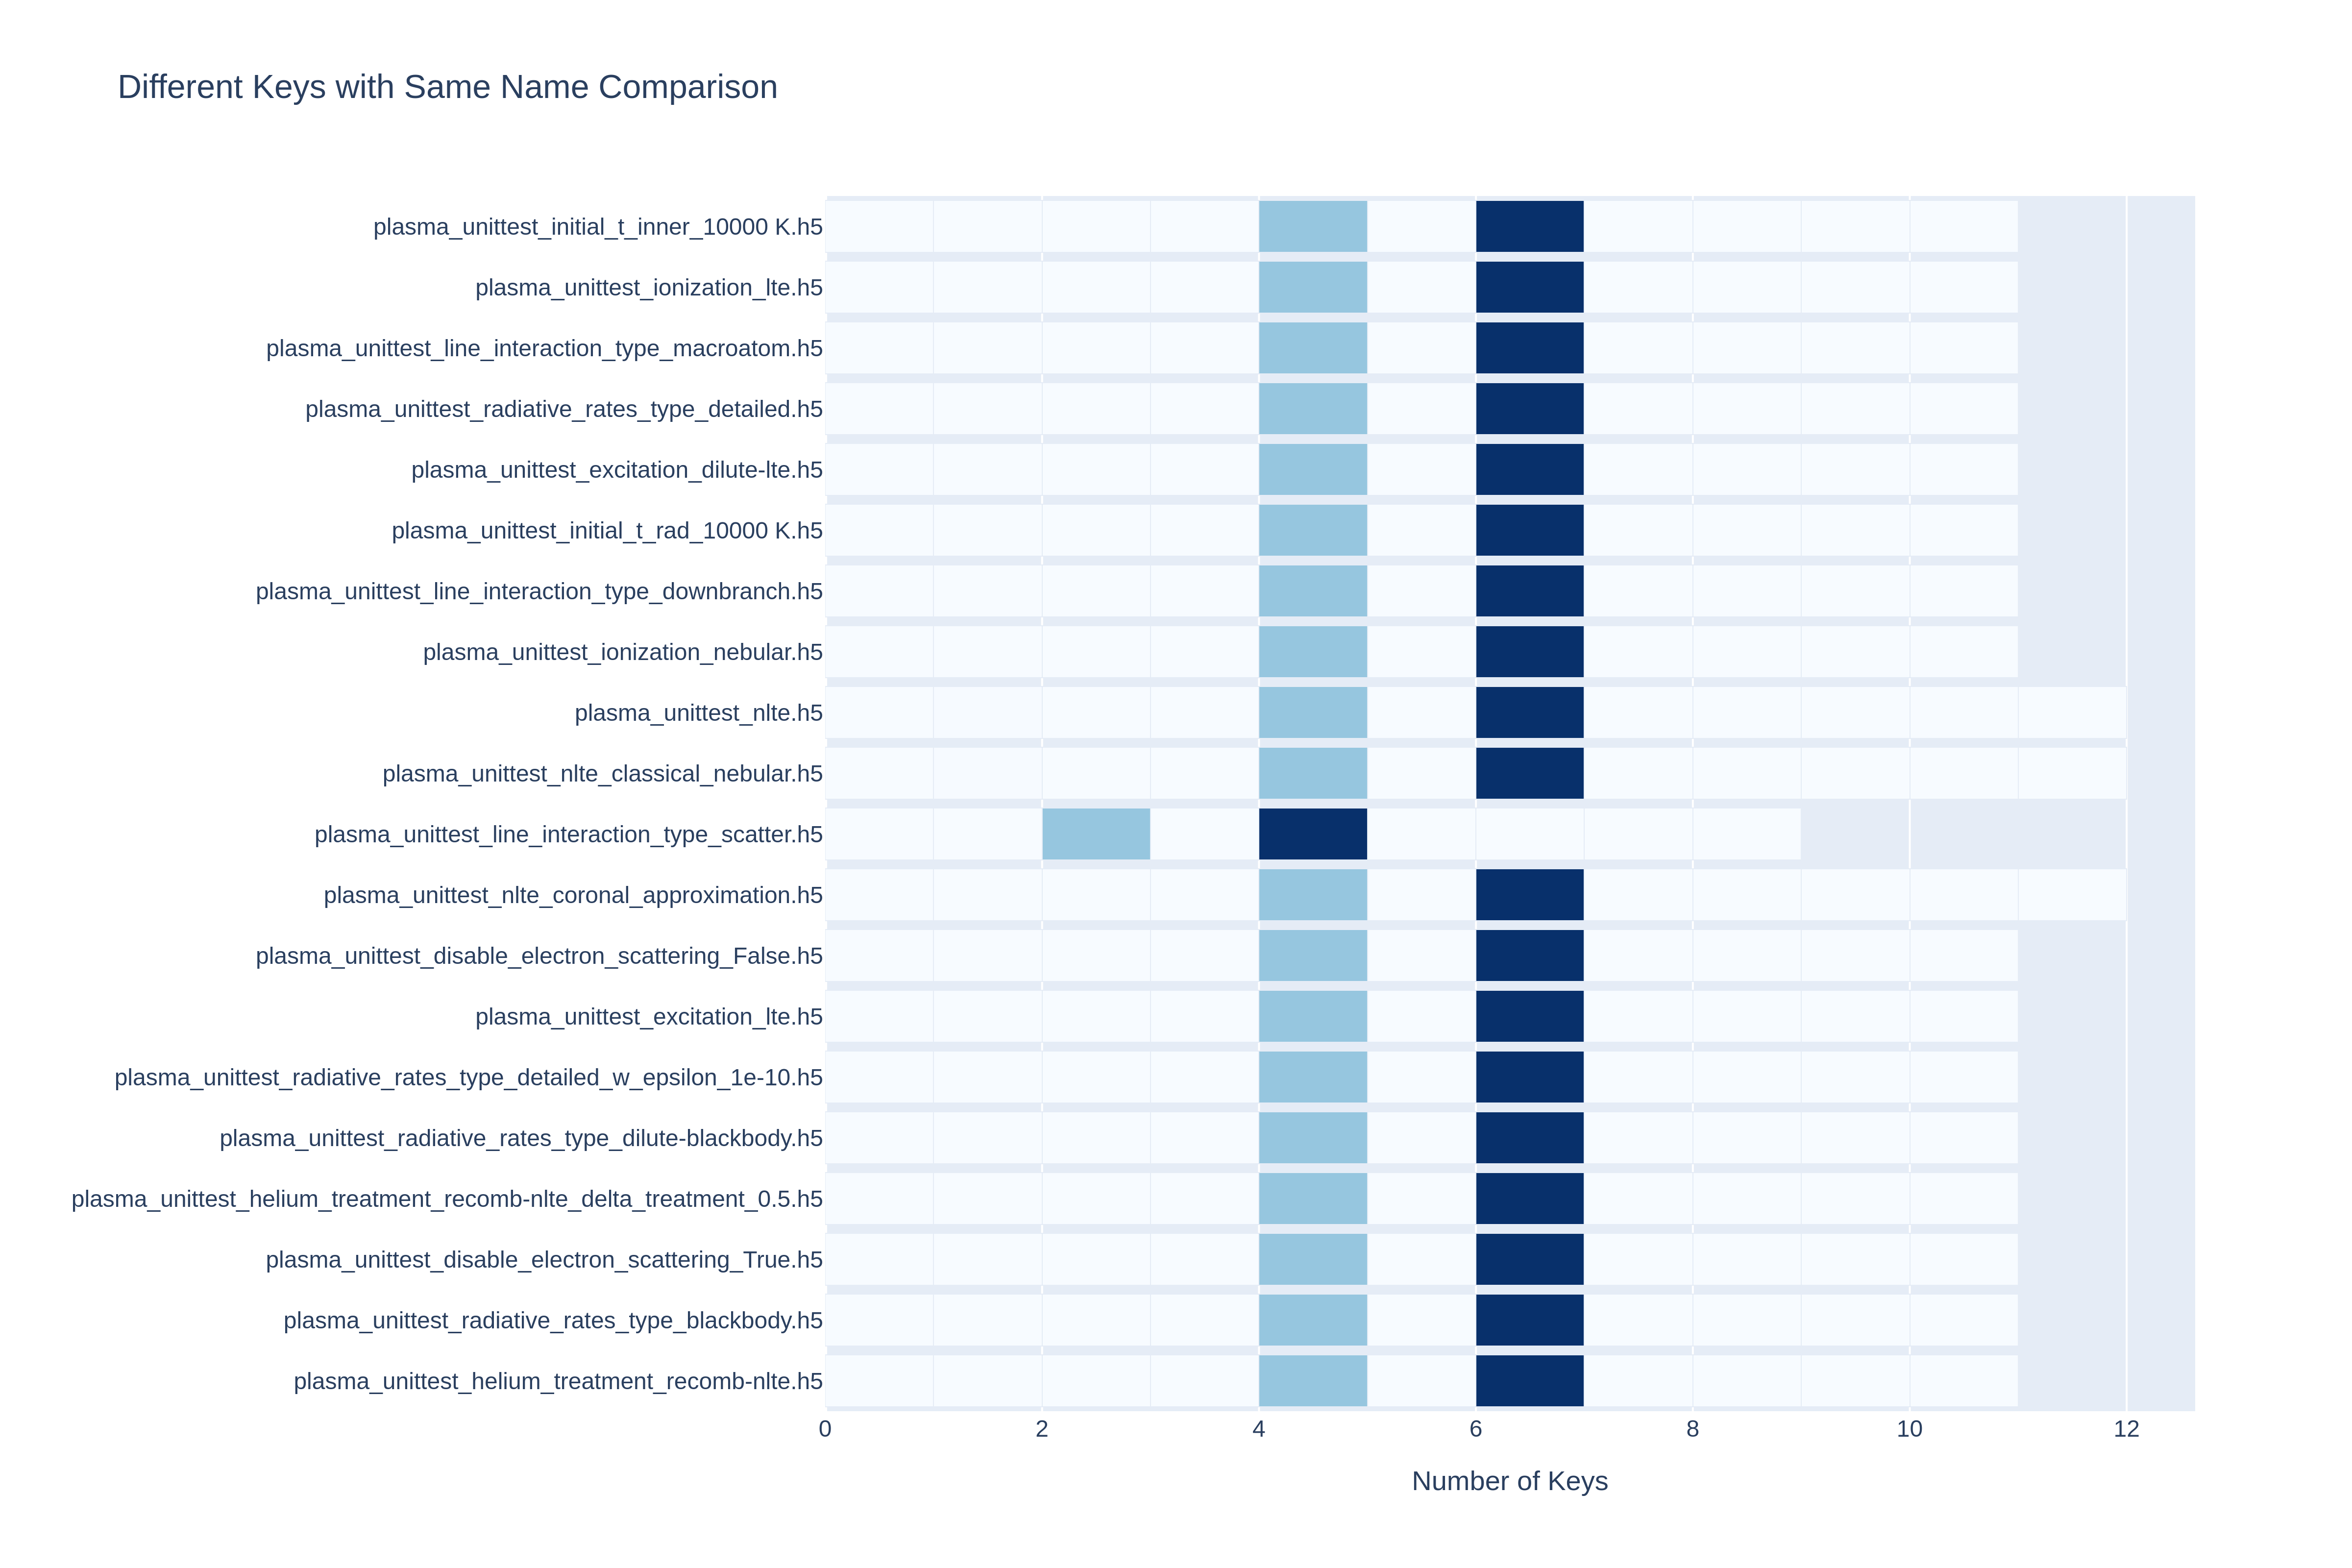 Different Keys with Same Name Comparison
plasma_unittest_initial_t_inner_10000 K.h5
plasma_unittest_ionization_lte.h5
plasma_unittest_line_interaction_type_macroatom.h5
plasma_unittest_radiative_rates_type_detailed.h5
plasma_unittest_excitation_dilute-lte.h5
plasma_unittest_initial_t_rad_10000 K.h5
plasma_unittest_line_interaction_type_downbranch.h5
plasma_unittest_ionization_nebular.h5
plasma_unittest_nlte.h5
plasma_unittest_nlte_classical_nebular.h5
plasma_unittest_line_interaction_type_scatter.h5
plasma_unittest_nlte_coronal_approximation.h5
plasma_unittest_disable_electron_scattering_False.h5
plasma_unittest_excitation_lte.h5
plasma_unittest_radiative_rates_type_detailed_w_epsilon_1e-10.h5
plasma_unittest_radiative_rates_type_dilute-blackbody.h5
plasma_unittest_helium_treatment_recomb-nlte_delta_treatment_0.5.h5
plasma_unittest_disable_electron_scattering_True.h5
plasma_unittest_radiative_rates_type_blackbody.h5
plasma_unittest_helium_treatment_recomb-nlte.h5
0 2 4 6 8 10 12
Number of Keys